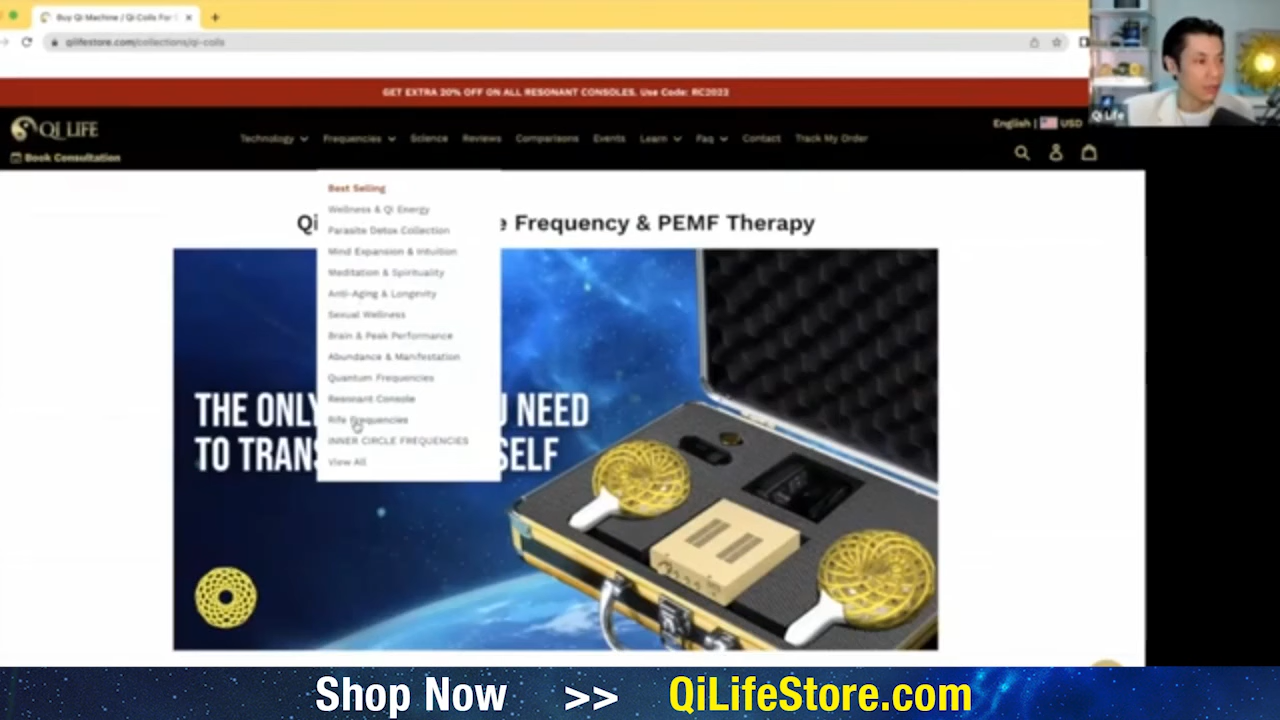 Buy Qi Machine / Qi Coils For
qilifestore.com/collections/qi-coils
Qi Life
GET EXTRA 20% OFF ON ALL RESONANT CONSOLES. Use Code: RC2023
QI LIFE
Book Consultation
Technology Frequencies Science Reviews Comparisons Events Learn Faq Contact Track My Order
English USD
Best Selling
Wellness & Qi Energy
Parasite Detox Collection
Mind Expansion & Intuition
Meditation & Spirituality
Anti-Aging & Longevity
Sexual Wellness
Brain & Peak Performance
Abundance & Manifestation
Quantum Frequencies
Resonant Console
Rife Frequencies
INNER CIRCLE FREQUENCIES
View All
Qi Frequency & PEMF Therapy
THE ONLY U NEED
TO TRANS SELF
Shop Now >> QiLifeStore.com